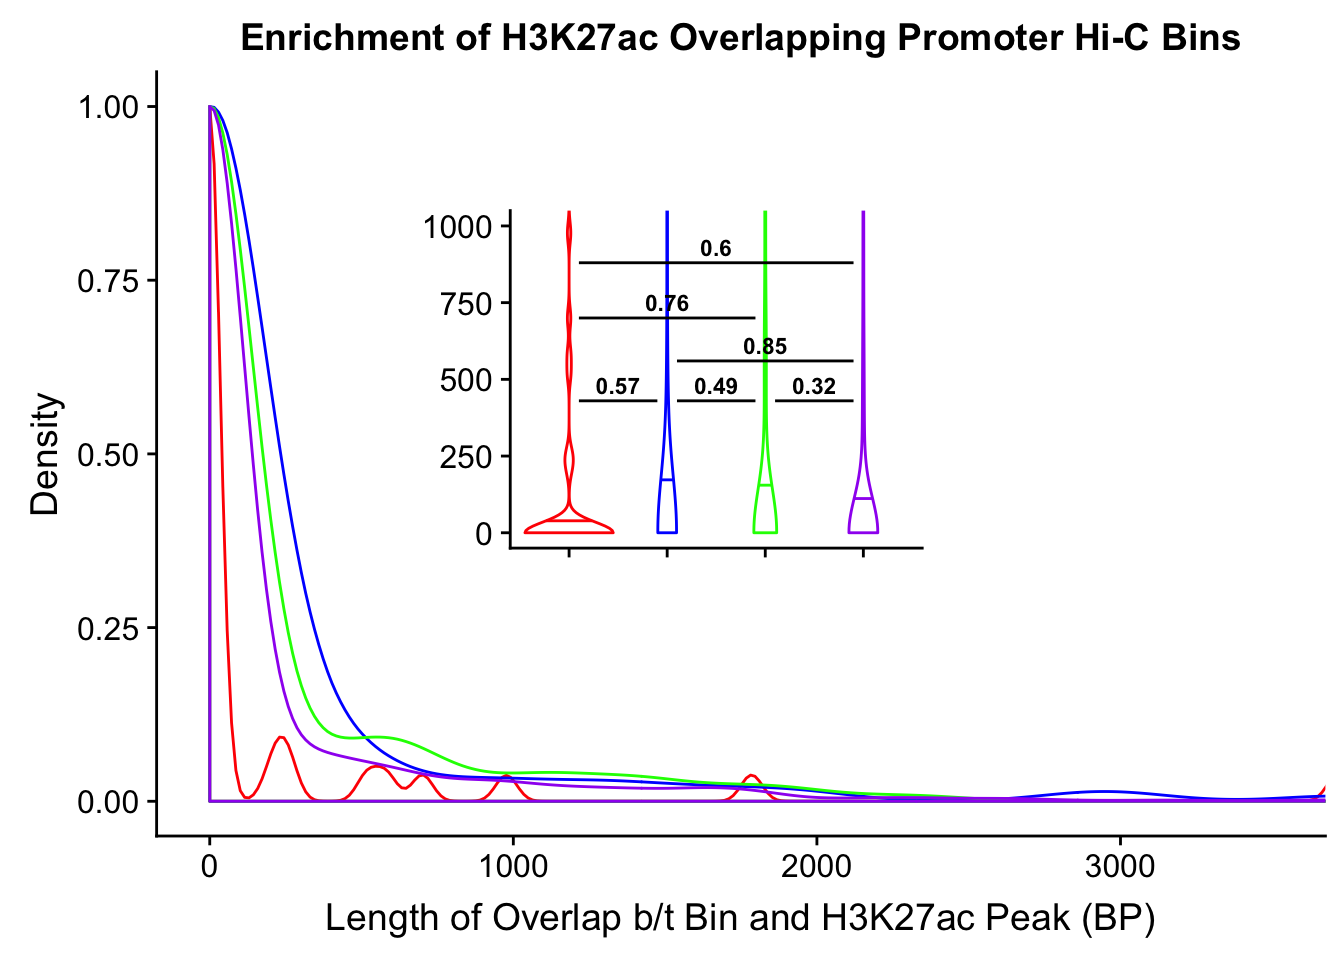 Enrichment of H3K27ac Overlapping Promoter Hi-C Bins
1.00
0.75
0.50
0.25
0.00
Density
1000
750
500
250
0
0.6
0.76
0.85
0.57 0.49 0.32
0 1000 2000 3000
Length of Overlap b/t Bin and H3K27ac Peak (BP)